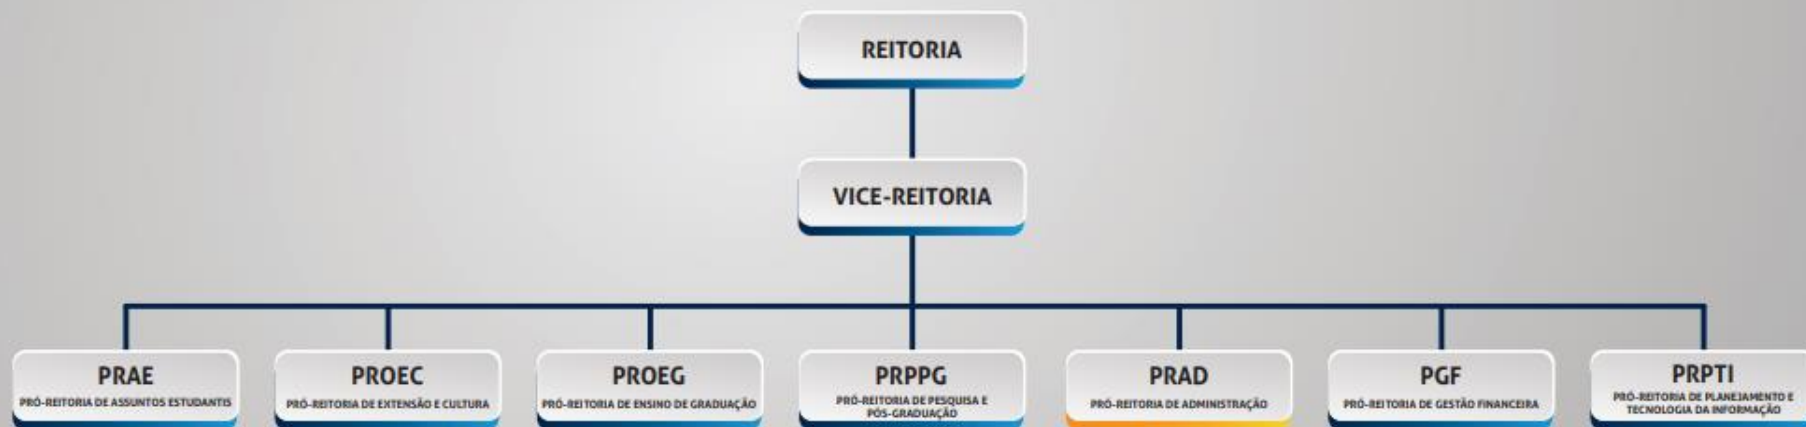 REITORIA
VICE-REITORIA
PRAE
PRÓ-REITORIA DE ASSUNTOS ESTUDANTIS
PROEC
PRÓ-REITORIA DE EXTENSÃO E CULTURA
PROEG
PRÓ-REITORIA DE ENSINO DE GRADUAÇÃO
PRPPG
PRÓ-REITORIA DE PESQUISA E
PÓS-GRADUAÇÃO
PRAD
PRÓ-REITORIA DE ADMINISTRAÇÃO
PGF
PRÓ-REITORIA DE GESTÃO FINANCEIRA
PRPTI
PRÓ-REITORIA DE PLANEJAMENTO E
TECNOLOGIA DA INFORMAÇÃO